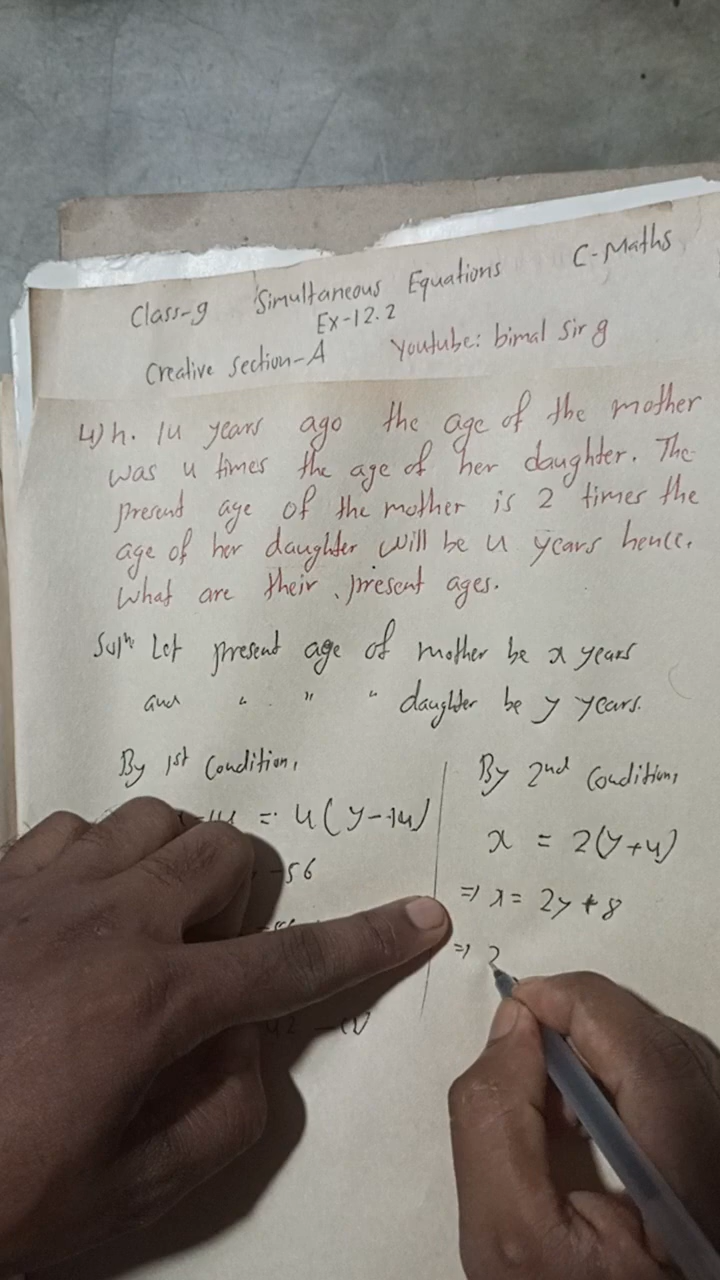 Class-9 Simultaneous Equations C-Maths
Ex-12.2
Creative Section-A Youtube: bimal Sir 9
4) h. 14 years ago the age of the mother
was 4 times the age of her daughter. The
present age of the mother is 2 times the
age of her daughter will be 4 years hence.
What are their present ages.
Solⁿ Let present age of mother be x years
and " " " daughter be y years.
By 1st Condition,
= 4(y-14)
-56
By 2nd Condition,
x = 2(y+4)
=> x = 2y+8
=>